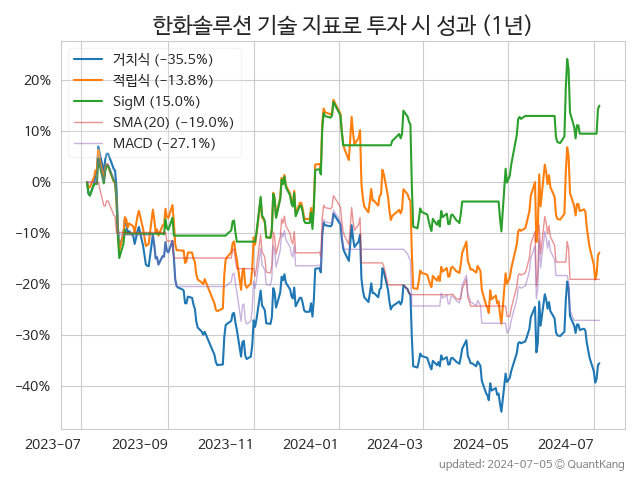 한화솔루션 기술 지표로 투자 시 성과 (1년)
거치식 (−35.5%)
적립식 (−13.8%)
SigM (15.0%)
SMA(20) (−19.0%)
MACD (−27.1%)
20%
10%
0%
−10%
−20%
−30%
−40%
2023-07 2023-09 2023-11 2024-01 2024-03 2024-05 2024-07
updated: 2024-07-05 © QuantKang